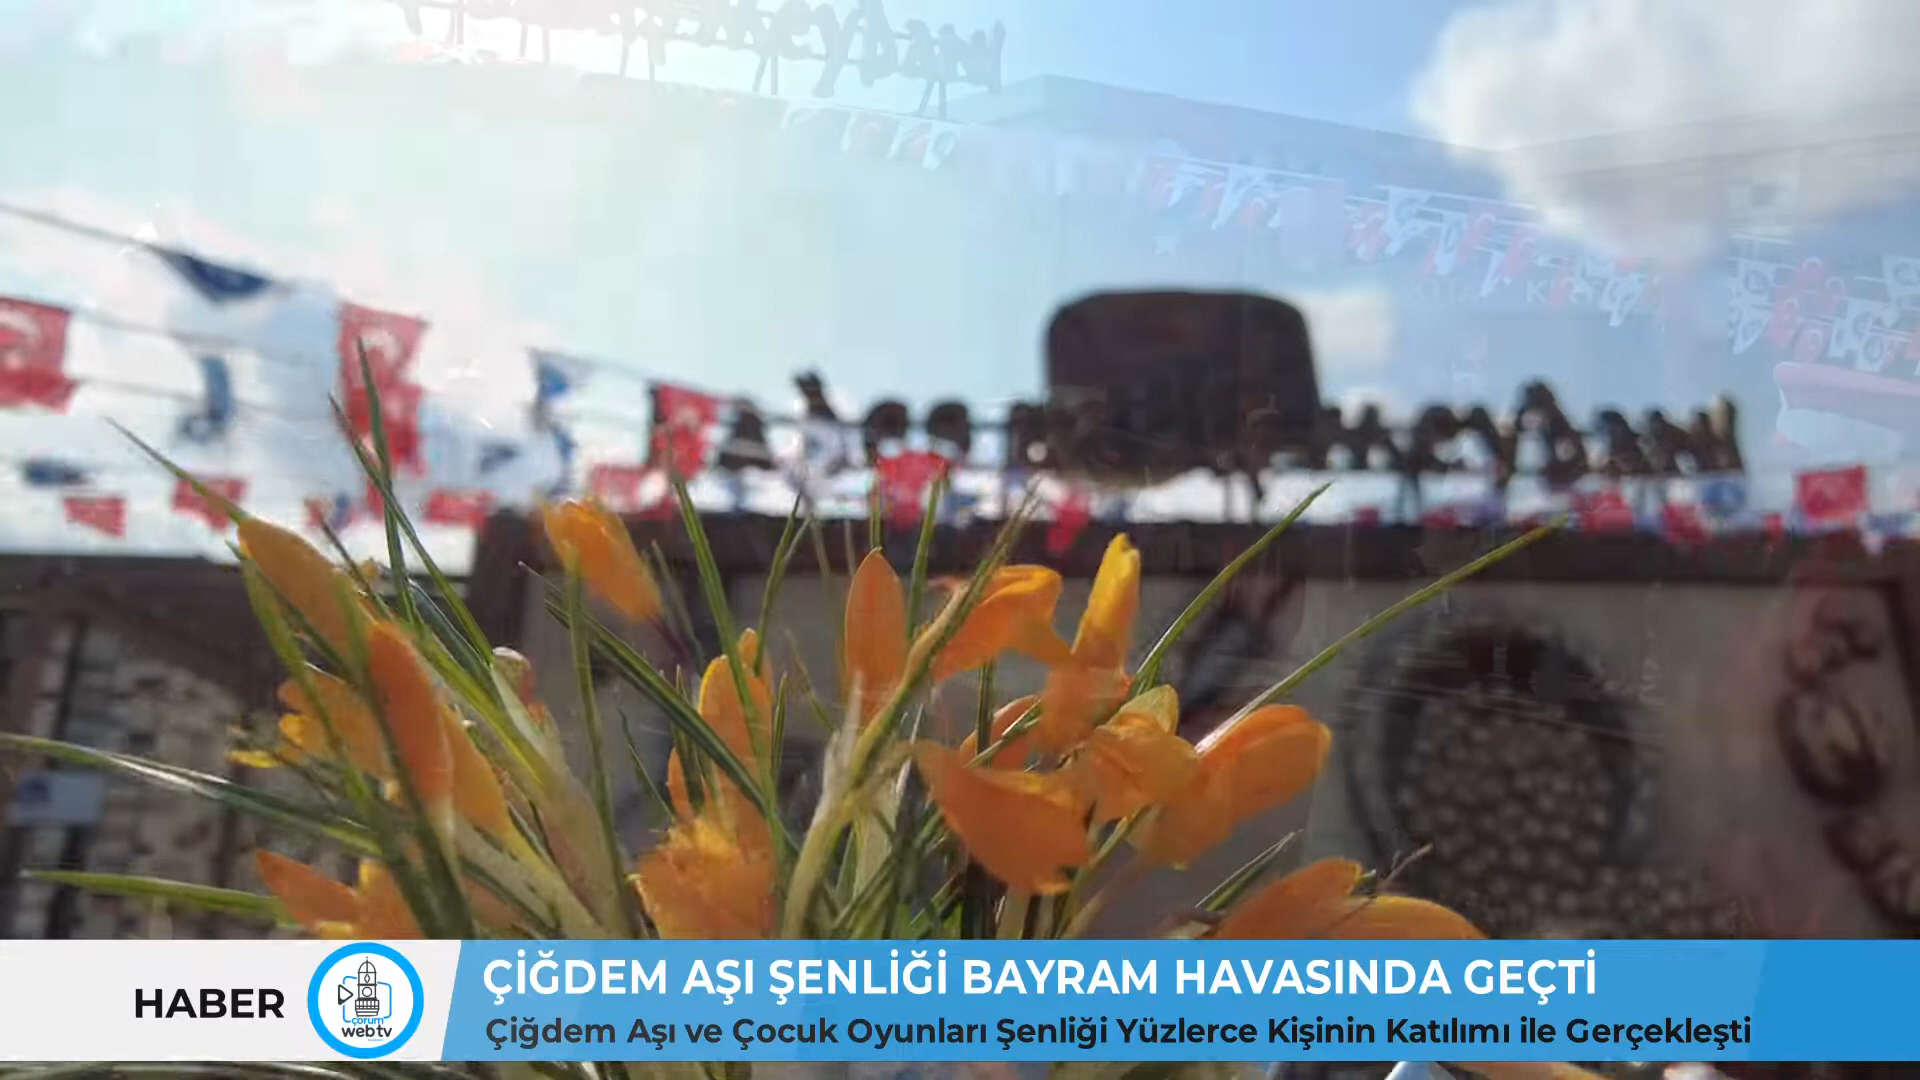 ÇİĞDEM AŞI ŞENLİĞİ BAYRAM HAVASINDA GEÇTİ
HABER
çorum
webtv
Çiğdem Aşı ve Çocuk Oyunları Şenliği Yüzlerce Kişinin Katılımı ile Gerçekleşti